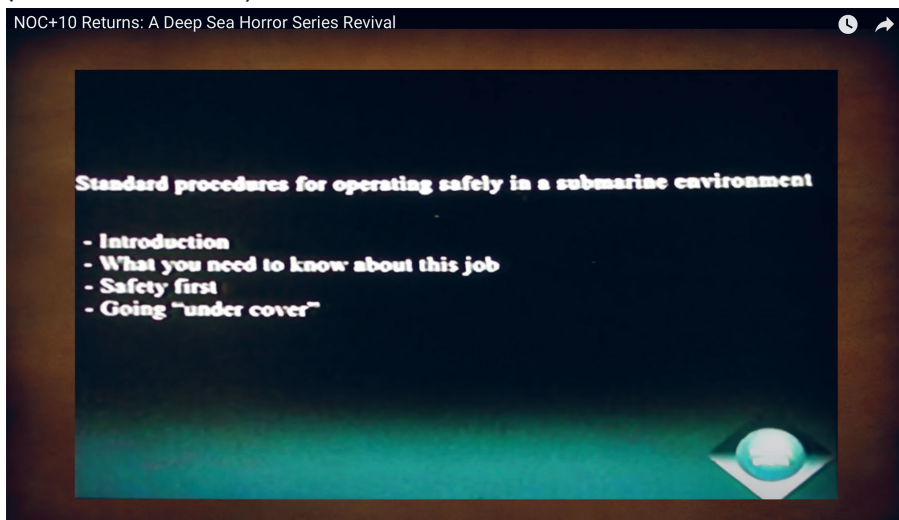 NOC+10 Returns: A Deep Sea Horror Series Revival
Standard procedures for operating safely in a submarine environment
- Introduction
- What you need to know about this job
- Safety first
- Going “under cover”